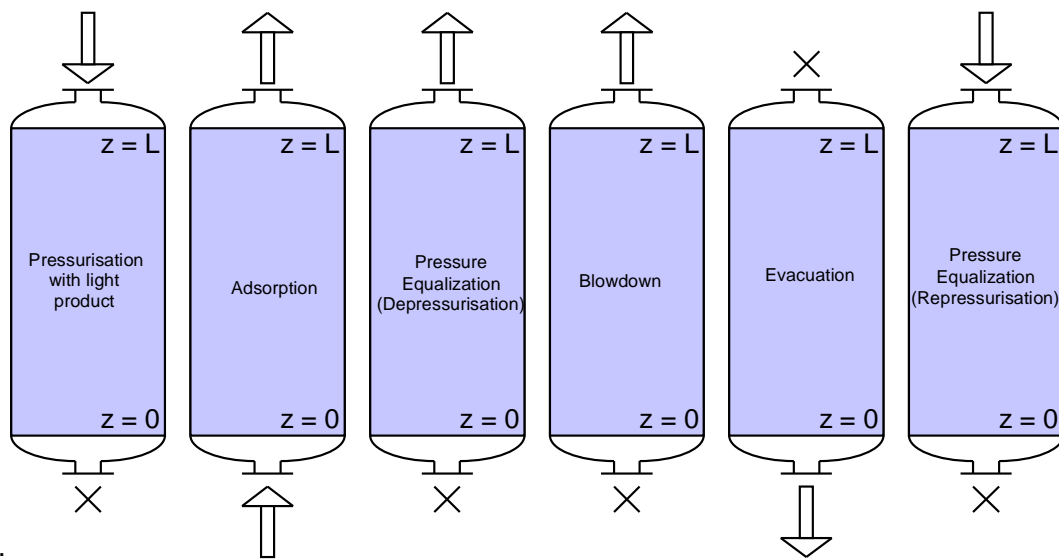 z = L
z = L
z = L
z = L
z = L
z = L
Pressurisation
with light
product
Adsorption
Pressure
Equalization
(Depressurisation)
Blowdown
Evacuation
Pressure
Equalization
(Repressurisation)
z = 0
z = 0
z = 0
z = 0
z = 0
z = 0
.